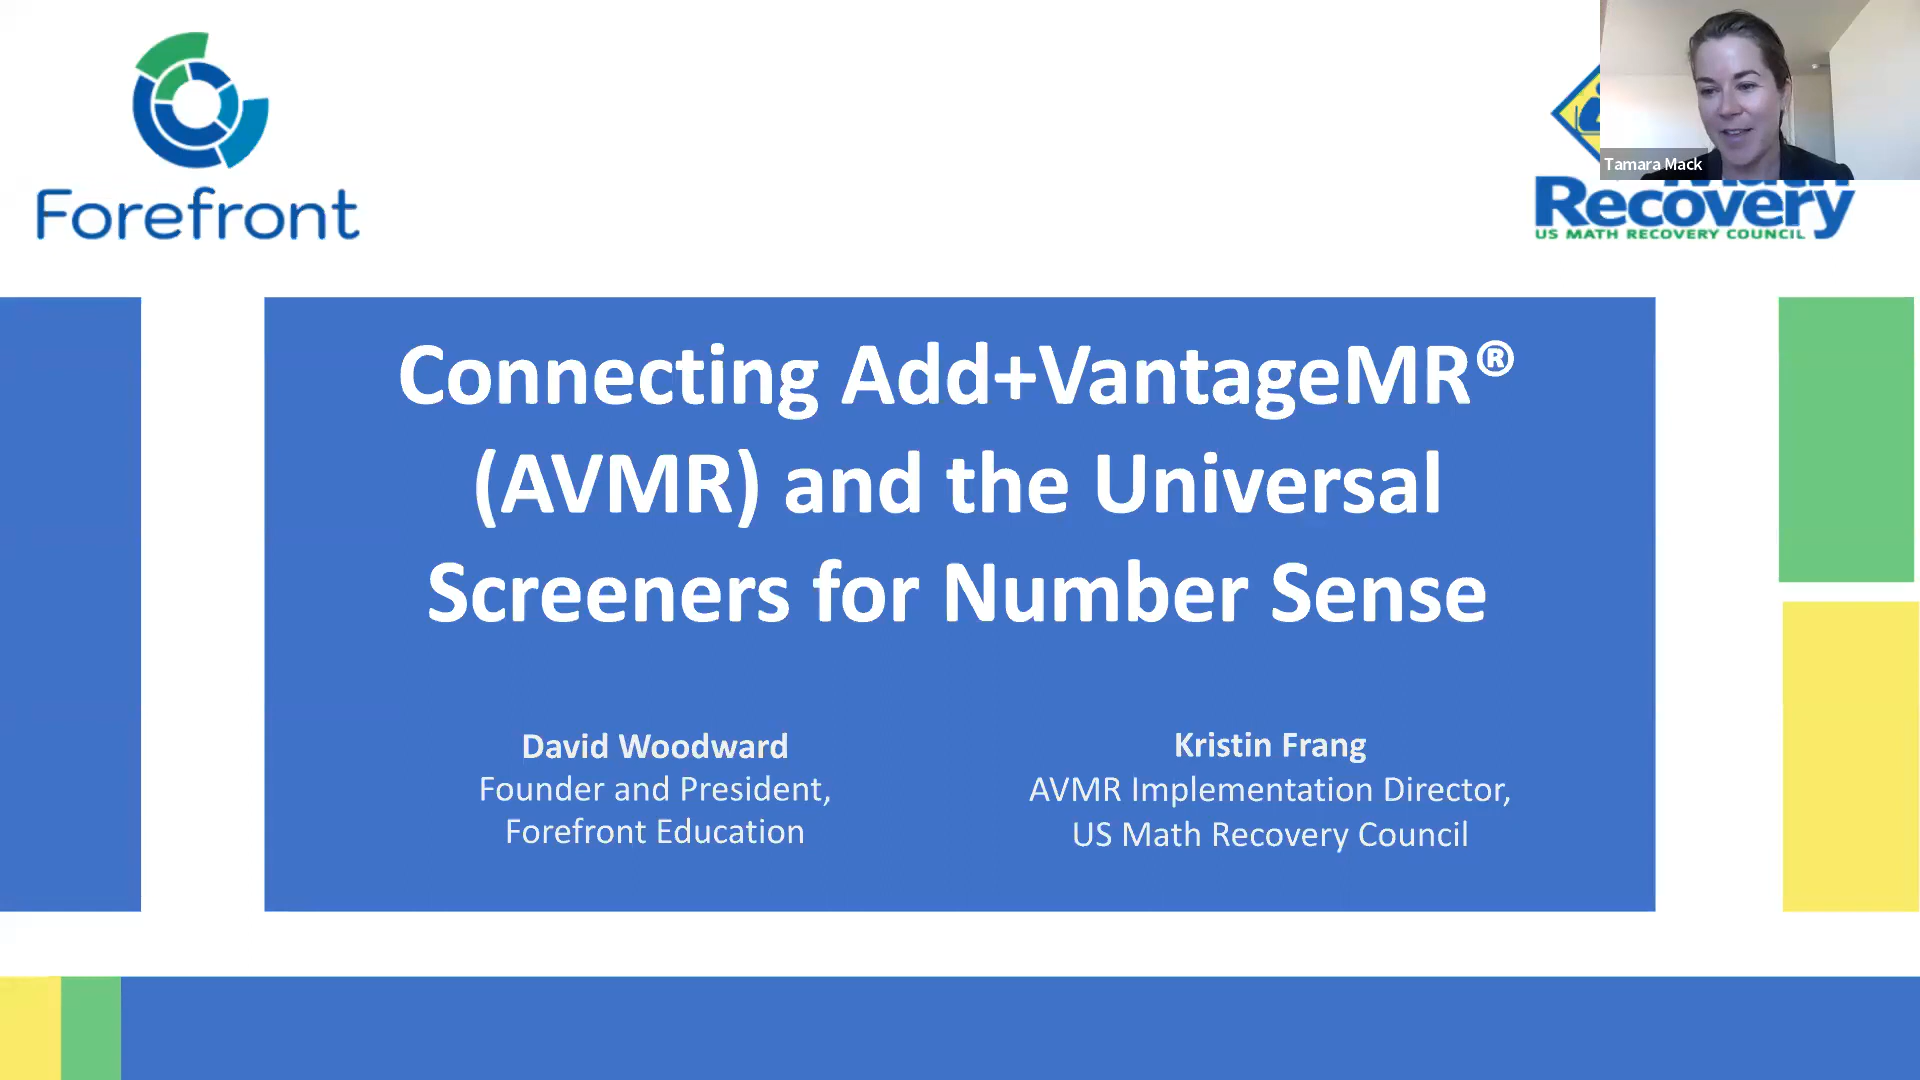 Forefront
Tamara Mack
Math
Recovery
US MATH RECOVERY COUNCIL
Connecting Add+VantageMR®
(AVMR) and the Universal
Screeners for Number Sense
David Woodward
Founder and President,
Forefront Education
Kristin Frang
AVMR Implementation Director,
US Math Recovery Council